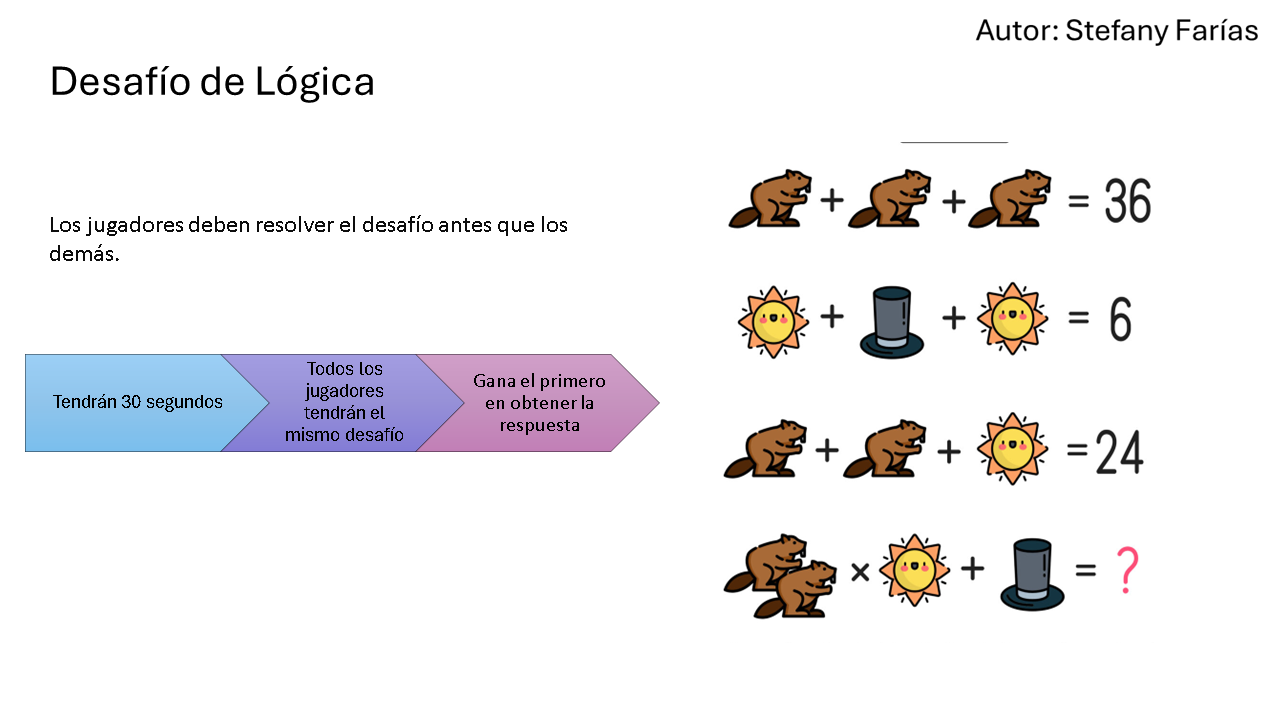 Autor: Stefany Farías
Desafío de Lógica
Los jugadores deben resolver el desafío antes que los
demás.
Tendrán 30 segundos
Todos los
jugadores
tendrán el
mismo desafío
Gana el primero
en obtener la
respuesta
+ + = 36
+ + = 6
+ + =24
× + = ?